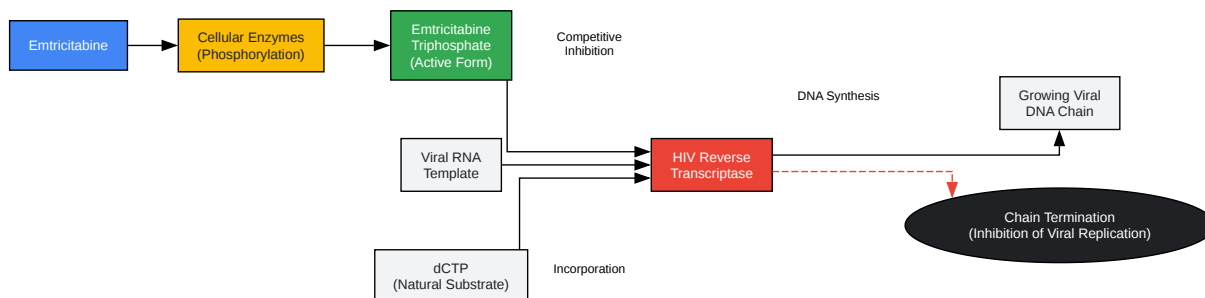 Emtricitabine
Cellular Enzymes
(Phosphorylation)
Emtricitabine
Triphosphate
(Active Form)
Competitive
Inhibition
DNA Synthesis
Growing Viral
DNA Chain
Viral RNA
Template
HIV Reverse
Transcriptase
Chain Termination
(Inhibition of Viral Replication)
dCTP
(Natural Substrate)
Incorporation